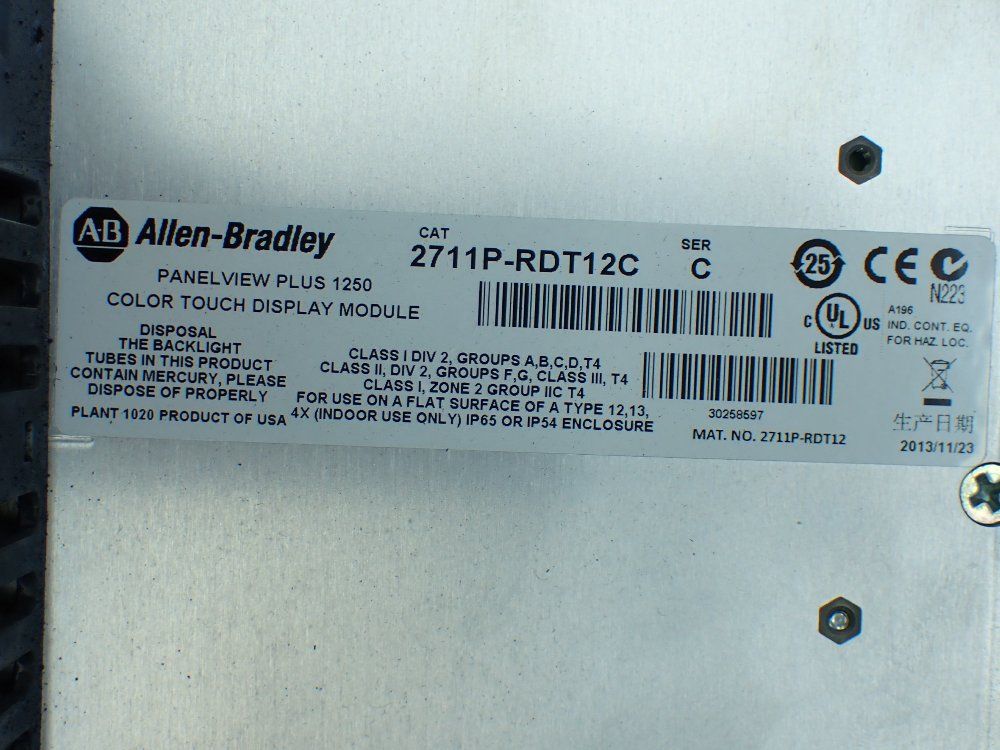 AB Allen-Bradley
PANELVIEW PLUS 1250
COLOR TOUCH DISPLAY MODULE
DISPOSAL
THE BACKLIGHT
TUBES IN THIS PRODUCT
CONTAIN MERCURY, PLEASE
DISPOSE OF PROPERLY
PLANT 1020 PRODUCT OF USA
CAT
2711P-RDT12C
SER
C
CLASS I DIV 2, GROUPS A,B,C,D,T4
CLASS II, DIV 2, GROUPS F,G, CLASS III, T4
CLASS I, ZONE 2 GROUP IIC T4
FOR USE ON A FLAT SURFACE OF A TYPE 12,13,
4X (INDOOR USE ONLY) IP65 OR IP54 ENCLOSURE
30258597
MAT. NO. 2711P-RDT12
25
CE
N223
C UL US
LISTED
A196
IND. CONT. EQ.
FOR HAZ. LOC.
生产日期
2013/11/23